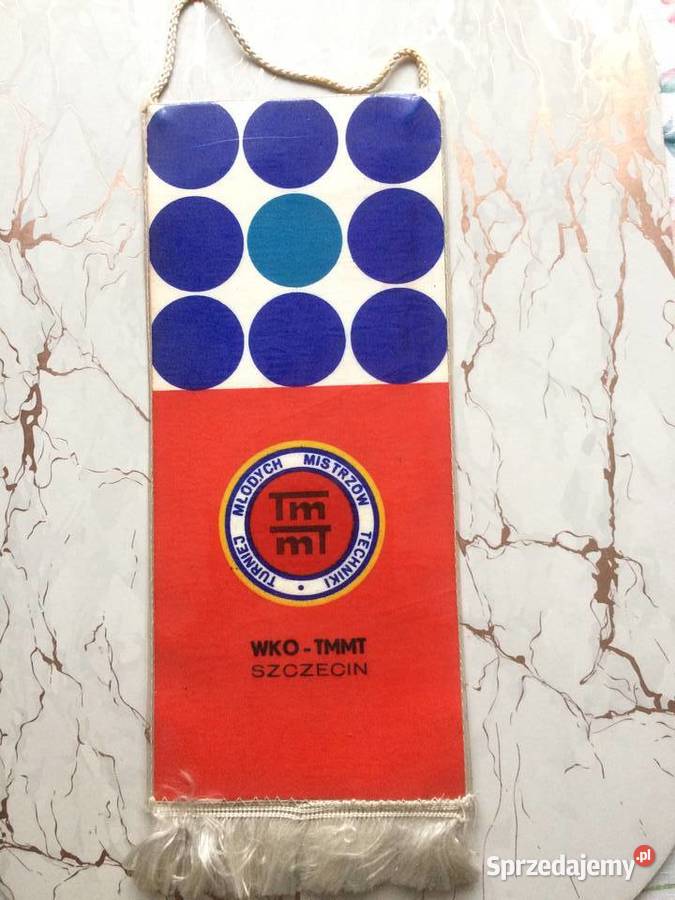 TURNIEJ MŁODYCH MISTRZÓW TECHNIKI •
Tm
mT
WKO - TMMT
SZCZECIN
Sprzedajemy.pl